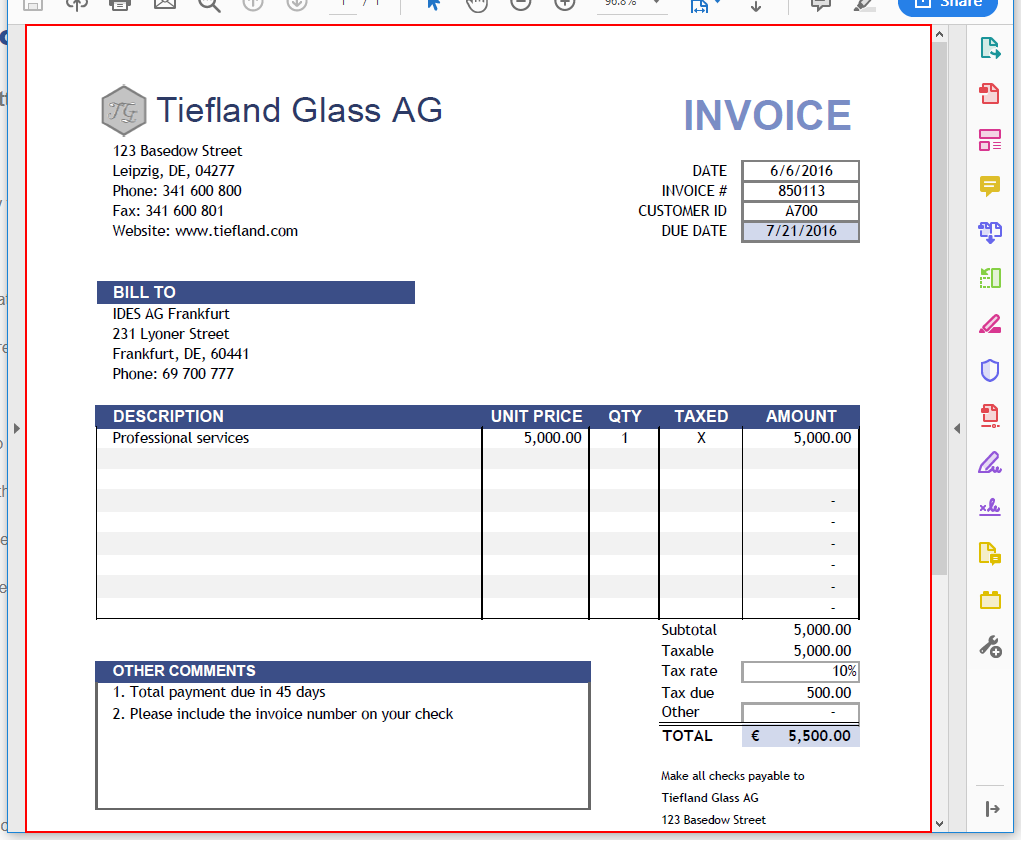 96.8%
Share
TG Tiefland Glass AG
INVOICE
123 Basedow Street
Leipzig, DE, 04277
Phone: 341 600 800
Fax: 341 600 801
Website: www.tiefland.com
DATE 6/6/2016
INVOICE # 850113
CUSTOMER ID A700
DUE DATE 7/21/2016
BILL TO
IDES AG Frankfurt
231 Lyoner Street
Frankfurt, DE, 60441
Phone: 69 700 777
DESCRIPTION UNIT PRICE QTY TAXED AMOUNT
Professional services 5,000.00 1 X 5,000.00
-
-
-
-
-
-
Subtotal 5,000.00
Taxable 5,000.00
Tax rate 10%
Tax due 500.00
Other -
TOTAL € 5,500.00
OTHER COMMENTS
1. Total payment due in 45 days
2. Please include the invoice number on your check
Make all checks payable to
Tiefland Glass AG
123 Basedow Street